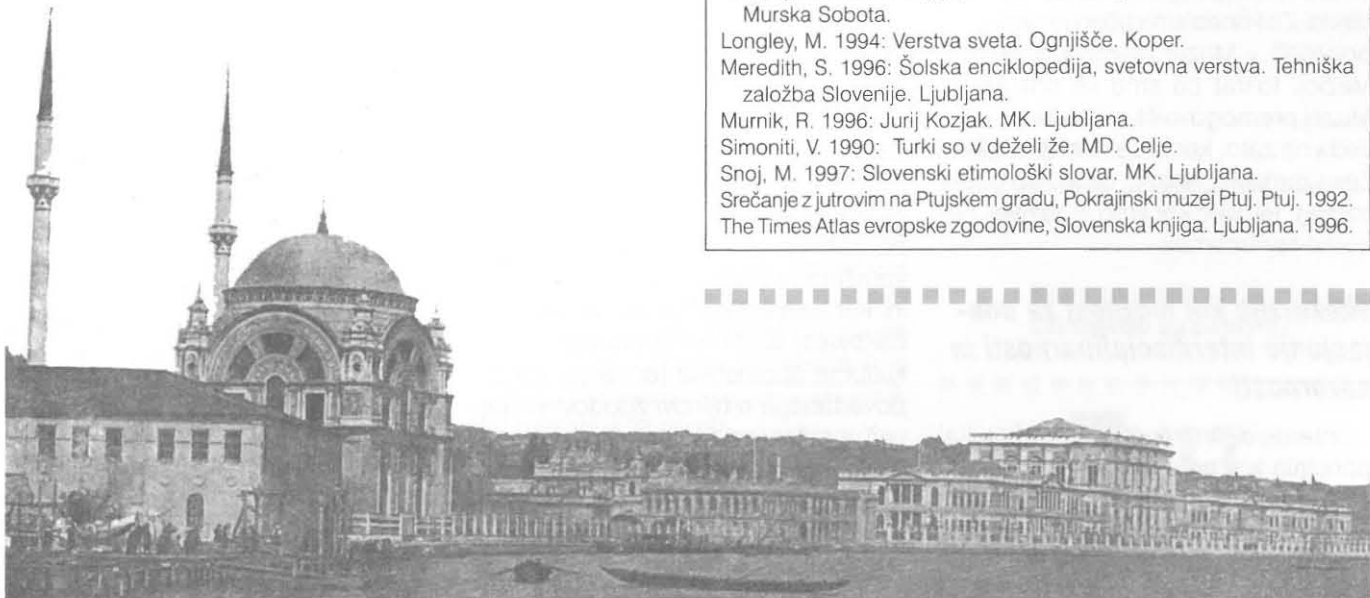 Murska Sobota.
Longley, M. 1994: Verstva sveta. Ognjišče. Koper.
Meredith, S. 1996: Šolska enciklopedija, svetovna verstva. Tehniška
založba Slovenije. Ljubljana.
Murnik, R. 1996: Jurij Kozjak. MK. Ljubljana.
Simoniti, V. 1990: Turki so v deželi že. MD. Celje.
Snoj, M. 1997: Slovenski etimološki slovar. MK. Ljubljana.
Srečanje z jutrovim na Ptujskem gradu, Pokrajinski muzej Ptuj. Ptuj. 1992.
The Times Atlas evropske zgodovine, Slovenska knjiga. Ljubljana. 1996.